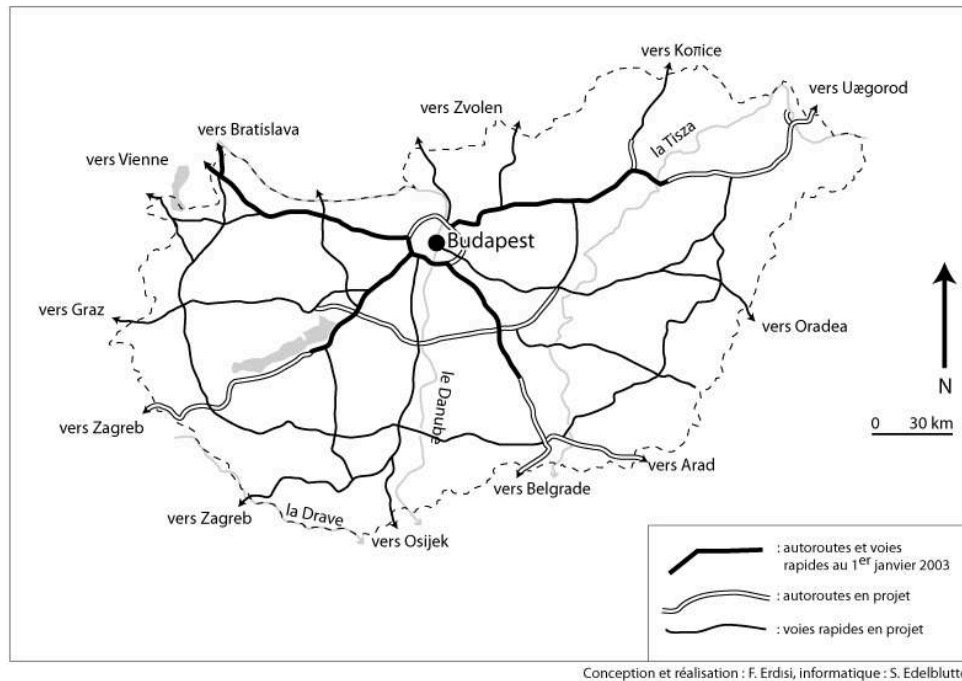 vers Koпice
vers Uægorod
vers Zvolen
la Tisza
vers Bratislava
vers Vienne
Budapest
vers Graz
vers Oradea
N
le Danube
0 30 km
vers Zagreb
vers Arad
vers Belgrade
vers Zagreb
la Drave
vers Osijek
: autoroutes et voies
rapides au 1er janvier 2003
: autoroutes en projet
: voies rapides en projet
Conception et réalisation : F. Erdisi, informatique : S. Edelblutte